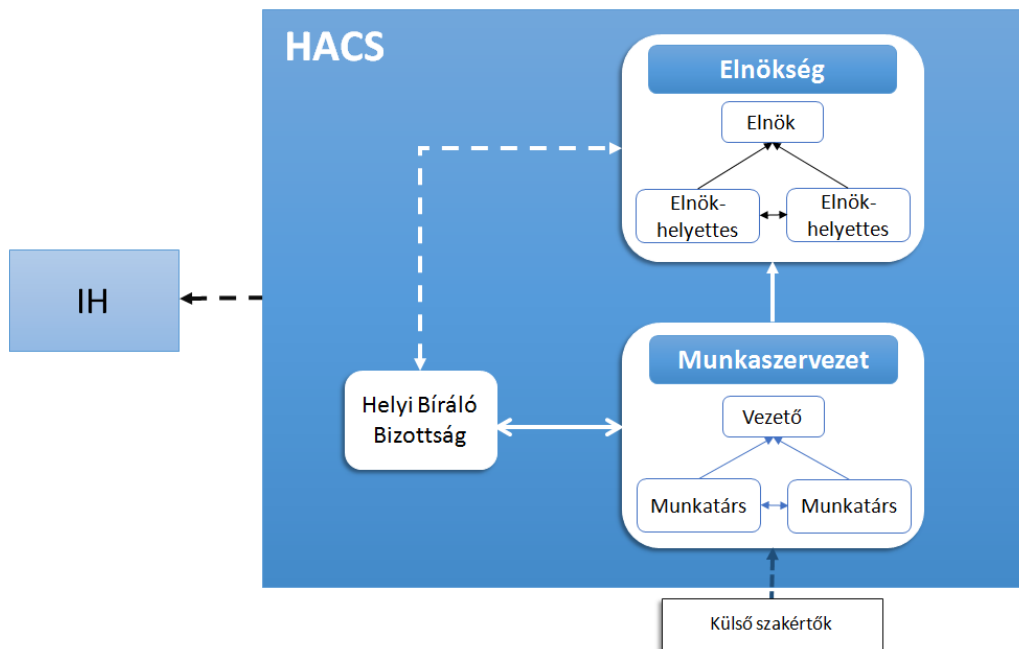 HACS
Elnökség
Elnök
Elnök-
helyettes
Elnök-
helyettes
IH
Helyi Bíráló
Bizottság
Munkaszervezet
Vezető
Munkatárs
Munkatárs
Külső szakértők